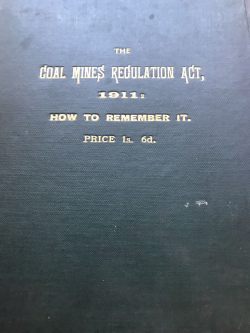 THE
COAL MINES REGULATION ACT,
1911:
HOW TO REMEMBER IT.
PRICE 1s. 6d.